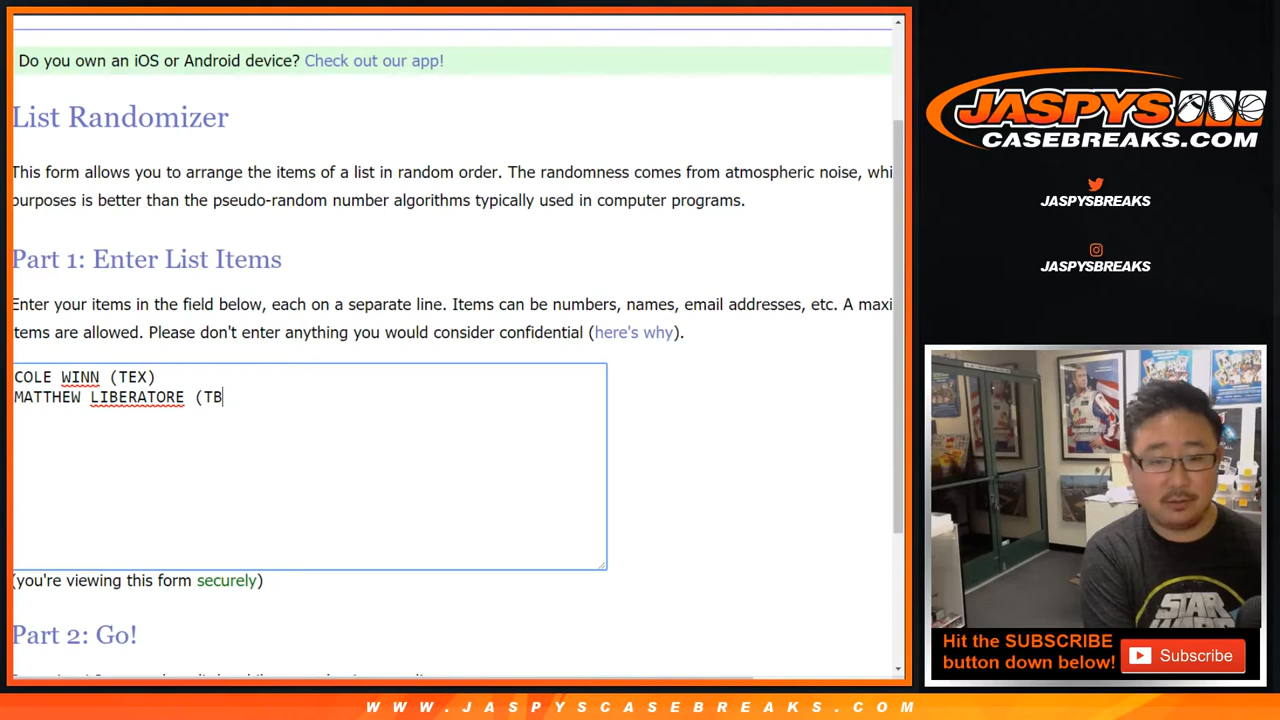 Do you own an iOS or Android device? Check out our app!
List Randomizer
This form allows you to arrange the items of a list in random order. The randomness comes from atmospheric noise, whi
purposes is better than the pseudo-random number algorithms typically used in computer programs.
Part 1: Enter List Items
Enter your items in the field below, each on a separate line. Items can be numbers, names, email addresses, etc. A maxi
items are allowed. Please don't enter anything you would consider confidential (here's why).
COLE WINN (TEX)
MATTHEW LIBERATORE (TB
(you're viewing this form securely)
Part 2: Go!
JASPYS
CASEBREAKS.COM
JASPYSBREAKS
JASPYSBREAKS
STAR
Hit the SUBSCRIBE
button down below!
Subscribe
WWW.JASPYSCASEBREAKS.COM